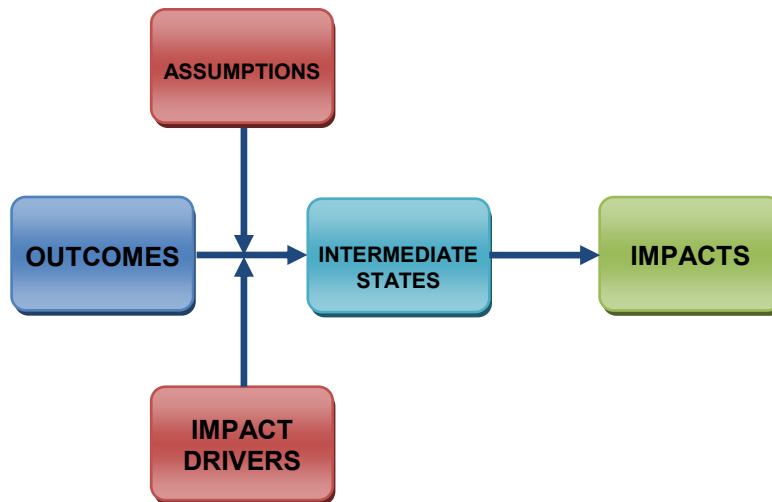 ASSUMPTIONS
OUTCOMES
INTERMEDIATE
STATES
IMPACTS
IMPACT
DRIVERS